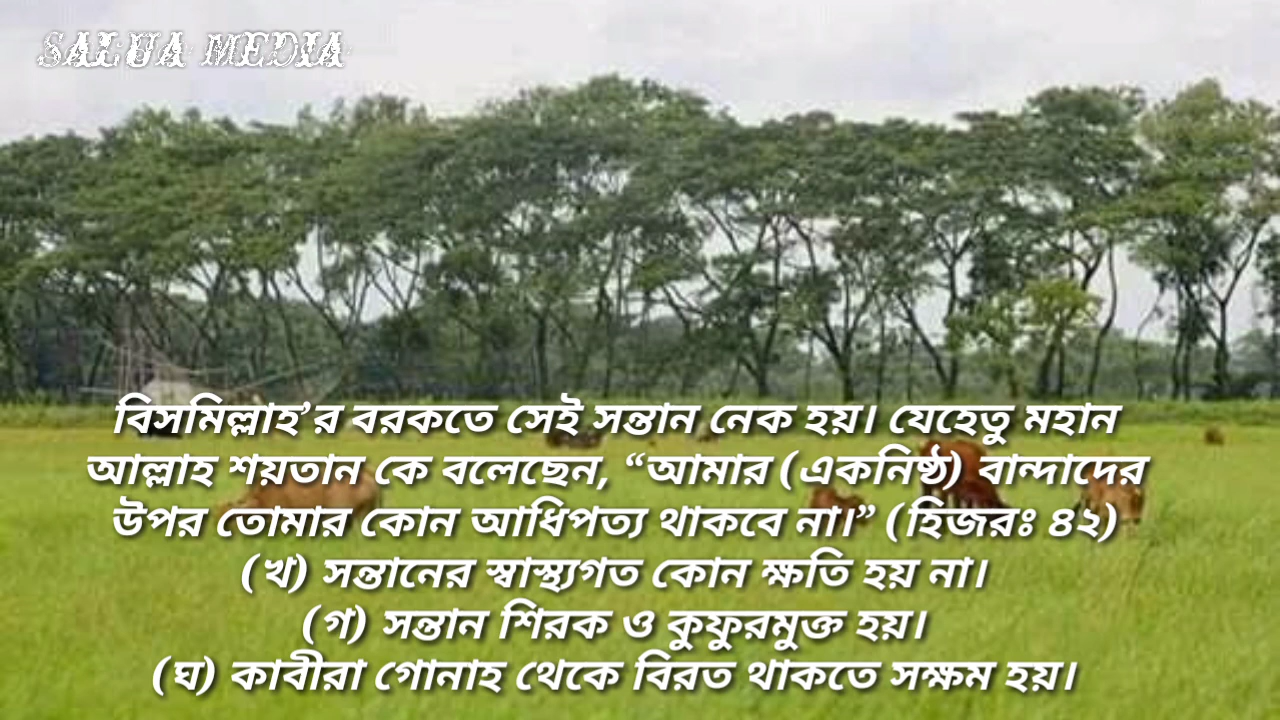 SALUA MEDIA
বিসমিল্লাহ’র বরকতে সেই সন্তান নেক হয়। যেহেতু মহান
আল্লাহ শয়তান কে বলেছেন, “আমার (একনিষ্ঠ) বান্দাদের
উপর তোমার কোন আধিপত্য থাকবে না।” (হিজরঃ ৪২)
(খ) সন্তানের স্বাস্থ্যগত কোন ক্ষতি হয় না।
(গ) সন্তান শিরক ও কুফুরমুক্ত হয়।
(ঘ) কাবীরা গোনাহ থেকে বিরত থাকতে সক্ষম হয়।